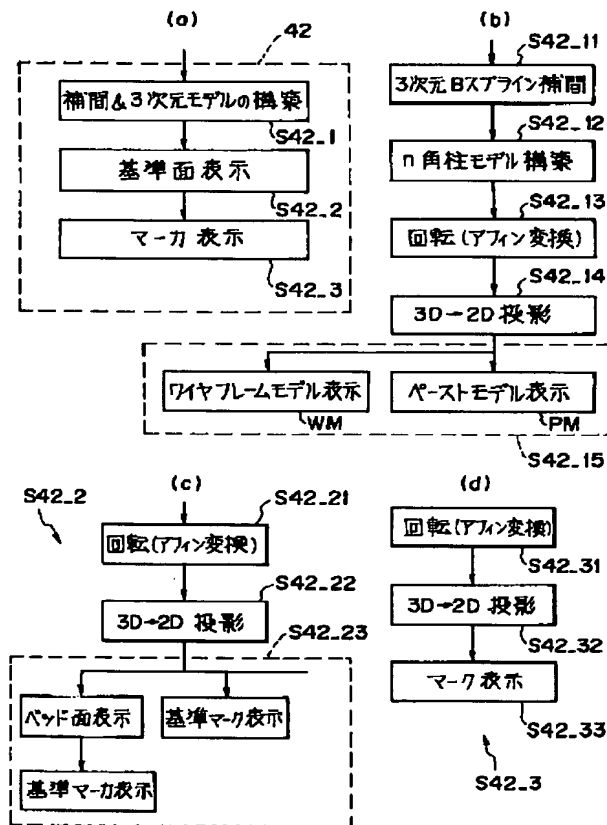 (a)
42
補間&3次元モデルの構築
S42_1
基準面表示
S42_2
マーカ表示
S42_3
(b)
S42_11
3次元Bスプライン補間
S42_12
n角柱モデル構築
S42_13
回転(アフィン変換)
S42_14
3D→2D投影
ワイヤフレームモデル表示
WM
ペーストモデル表示
PM
S42_15
(c)
S42_2
S42_21
回転(アフィン変換)
S42_22
3D→2D投影
S42_23
ベッド面表示
基準マーク表示
基準マーカ表示
(d)
回転(アフィン変換)
S42_31
3D→2D投影
S42_32
マーク表示
S42_33
S42_3